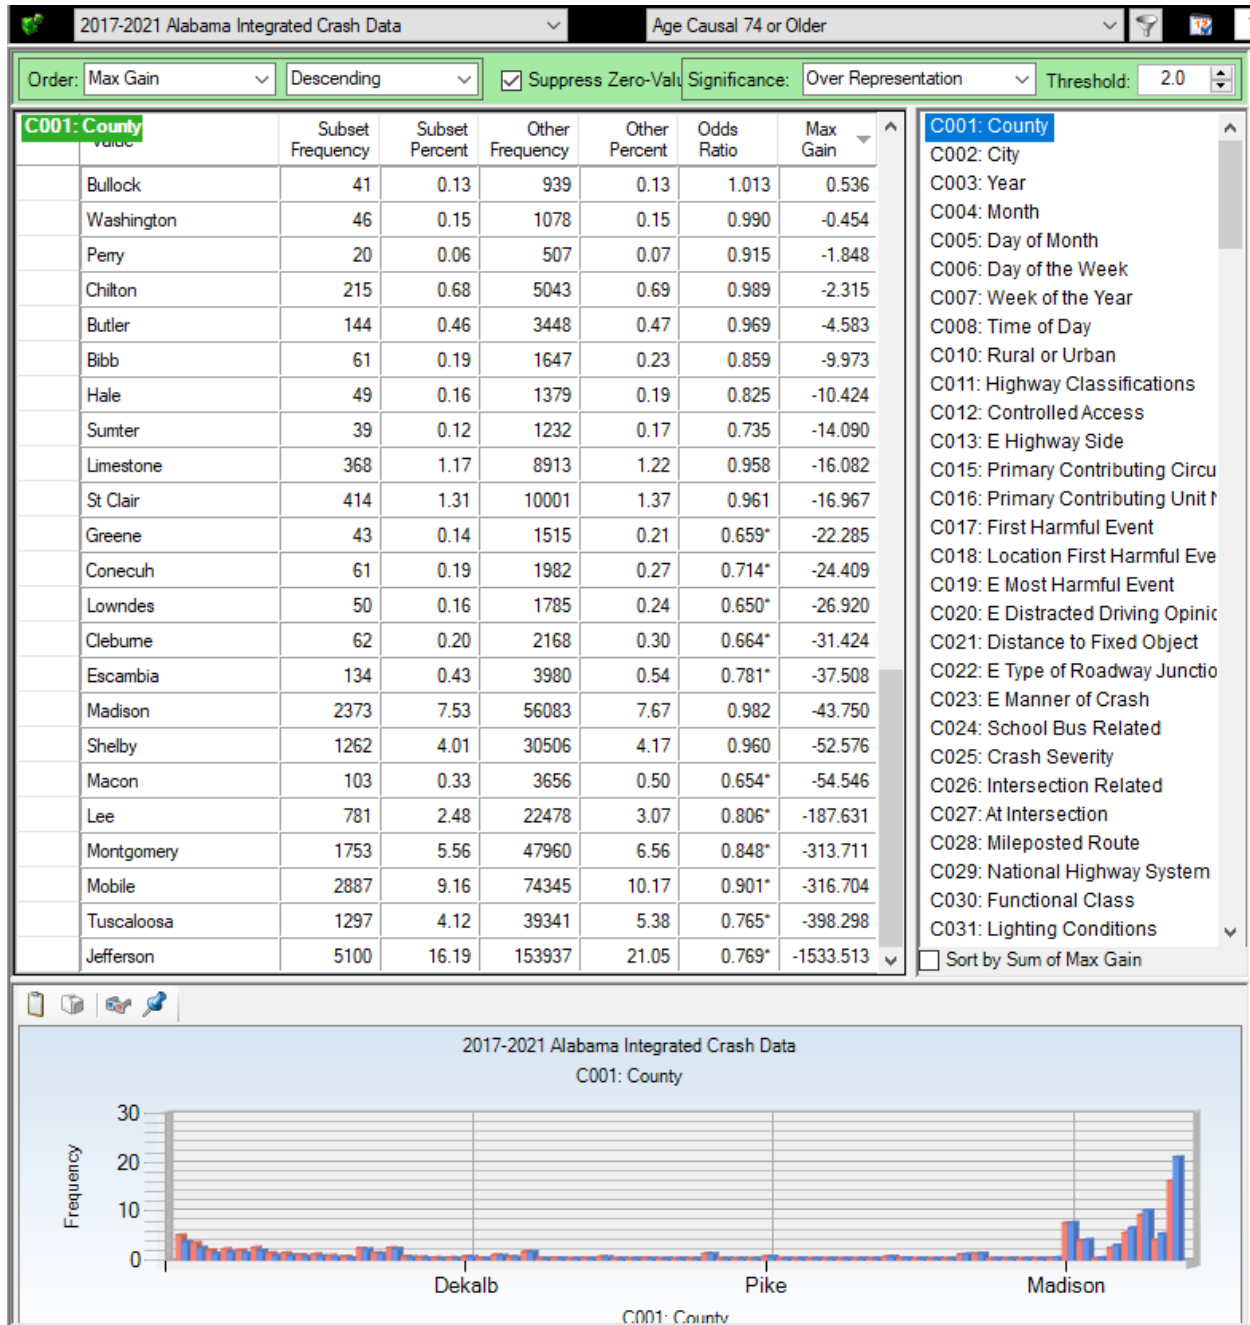 2017-2021 Alabama Integrated Crash Data Age Causal 74 or Older
Order: Max Gain Descending Suppress Zero-Valu Significance: Over Representation Threshold: 2.0
C001: County Subset Frequency Subset Percent Other Frequency Other Percent Odds Ratio Max Gain
Bullock 41 0.13 939 0.13 1.013 0.536
Washington 46 0.15 1078 0.15 0.990 -0.454
Perry 20 0.06 507 0.07 0.915 -1.848
Chilton 215 0.68 5043 0.69 0.989 -2.315
Butler 144 0.46 3448 0.47 0.969 -4.583
Bibb 61 0.19 1647 0.23 0.859 -9.973
Hale 49 0.16 1379 0.19 0.825 -10.424
Sumter 39 0.12 1232 0.17 0.735 -14.090
Limestone 368 1.17 8913 1.22 0.958 -16.082
St Clair 414 1.31 10001 1.37 0.961 -16.967
Greene 43 0.14 1515 0.21 0.659* -22.285
Conecuh 61 0.19 1982 0.27 0.714* -24.409
Lowndes 50 0.16 1785 0.24 0.650* -26.920
Cleburne 62 0.20 2168 0.30 0.664* -31.424
Escambia 134 0.43 3980 0.54 0.781* -37.508
Madison 2373 7.53 56083 7.67 0.982 -43.750
Shelby 1262 4.01 30506 4.17 0.960 -52.576
Macon 103 0.33 3656 0.50 0.654* -54.546
Lee 781 2.48 22478 3.07 0.806* -187.631
Montgomery 1753 5.56 47960 6.56 0.848* -313.711
Mobile 2887 9.16 74345 10.17 0.901* -316.704
Tuscaloosa 1297 4.12 39341 5.38 0.765* -398.298
Jefferson 5100 16.19 153937 21.05 0.769* -1533.513
C001: County
C002: City
C003: Year
C004: Month
C005: Day of Month
C006: Day of the Week
C007: Week of the Year
C008: Time of Day
C010: Rural or Urban
C011: Highway Classifications
C012: Controlled Access
C013: E Highway Side
C015: Primary Contributing Circu
C016: Primary Contributing Unit N
C017: First Harmful Event
C018: Location First Harmful Eve
C019: E Most Harmful Event
C020: E Distracted Driving Opinic
C021: Distance to Fixed Object
C022: E Type of Roadway Junctio
C023: E Manner of Crash
C024: School Bus Related
C025: Crash Severity
C026: Intersection Related
C027: At Intersection
C028: Mileposted Route
C029: National Highway System
C030: Functional Class
C031: Lighting Conditions
Sort by Sum of Max Gain
2017-2021 Alabama Integrated Crash Data
C001: County
Frequency
30
20
10
0
Dekalb Pike Madison
C001: County